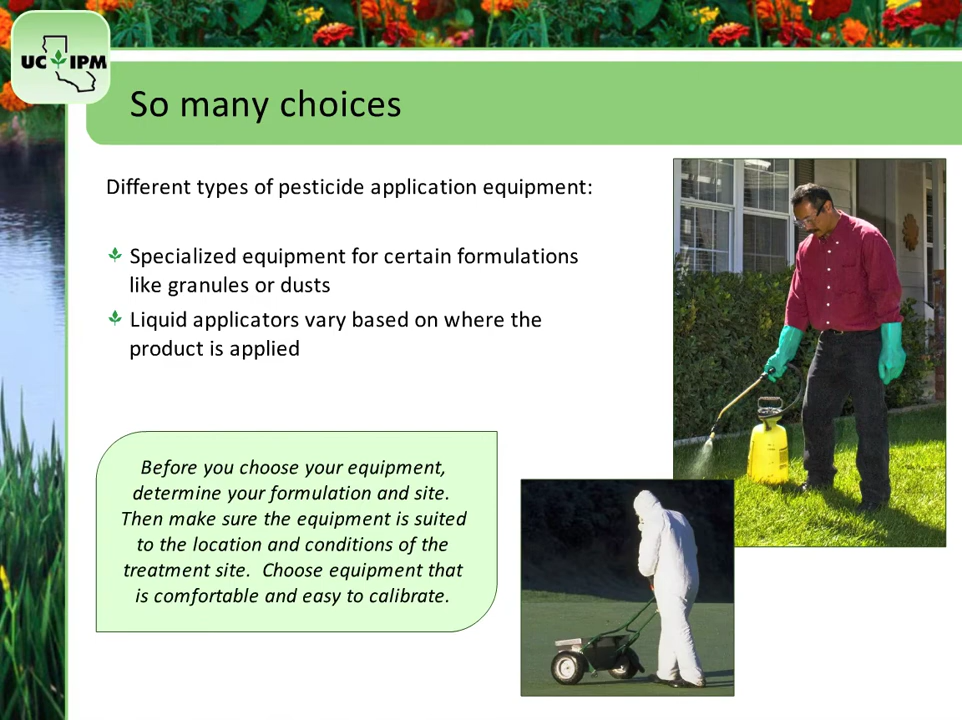 UC IPM
So many choices
Different types of pesticide application equipment:
Specialized equipment for certain formulations
like granules or dusts
Liquid applicators vary based on where the
product is applied
Before you choose your equipment,
determine your formulation and site.
Then make sure the equipment is suited
to the location and conditions of the
treatment site.  Choose equipment that
is comfortable and easy to calibrate.